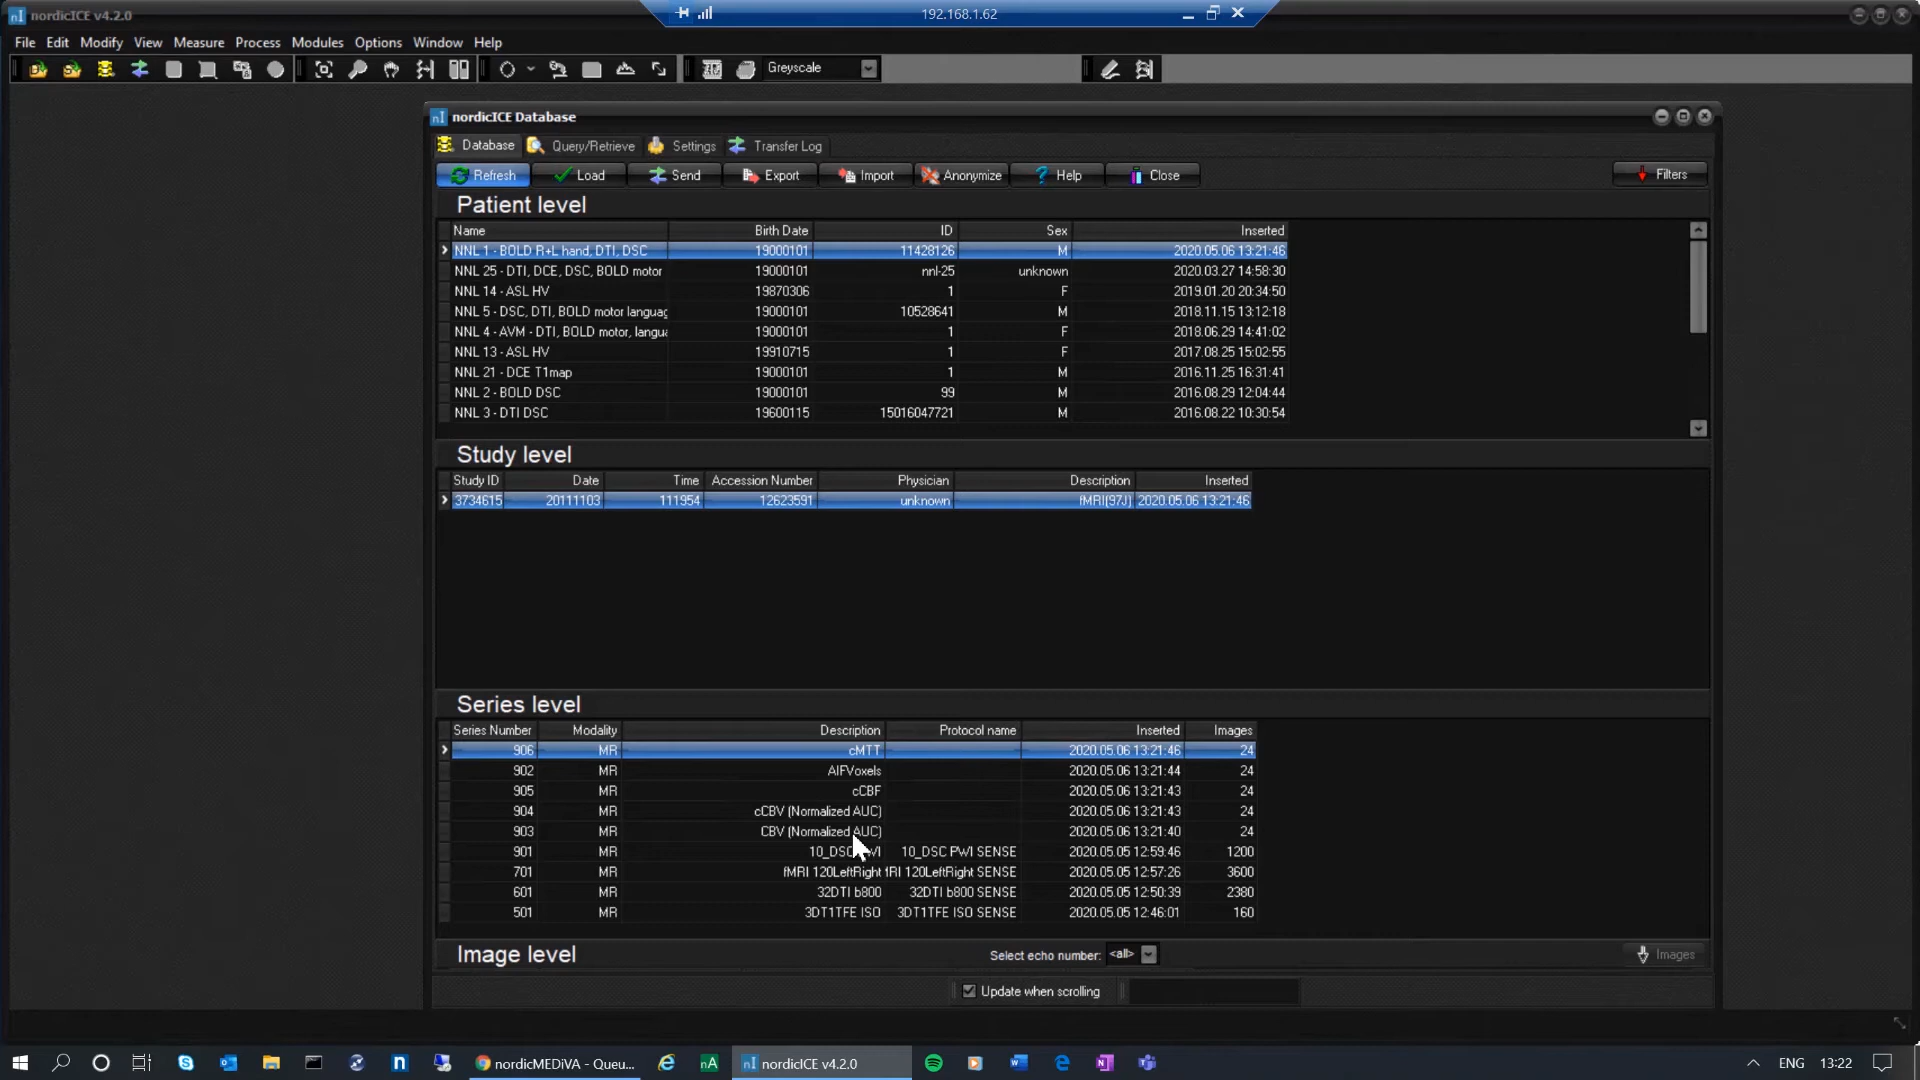 nordicICE v4.2.0
192.168.1.62
File Edit Modify View Measure Process Modules Options Window Help
Greyscale
nordicICE Database
Database Query/Retrieve Settings Transfer Log
Refresh Load Send Export Import Anonymize Help Close Filters
Patient level
Name Birth Date ID Sex Inserted
NNL 1 - BOLD R+L hand, DTI, DSC 19000101 11428126 M 2020.05.06 13:21:46
NNL 25 - DTI, DCE, DSC, BOLD motor 19000101 nnl-25 unknown 2020.03.27 14:58:30
NNL 14 - ASL HV 19870306 1 F 2019.01.20 20:34:50
NNL 5 - DSC, DTI, BOLD motor languag 19000101 10528641 M 2018.11.15 13:12:18
NNL 4 - AVM - DTI, BOLD motor, langua 19000101 1 F 2018.06.29 14:41:02
NNL 13 - ASL HV 19910715 1 F 2017.08.25 15:02:55
NNL 21 - DCE T1map 19000101 1 M 2016.11.25 16:31:41
NNL 2 - BOLD DSC 19000101 99 M 2016.08.29 12:04:44
NNL 3 - DTI DSC 19600115 15016047721 M 2016.08.22 10:30:54
Study level
Study ID Date Time Accession Number Physician Description Inserted
3734615 20111103 111954 12623591 unknown fMRI(97J) 2020.05.06 13:21:46
Series level
Series Number Modality Description Protocol name Inserted Images
906 MR cMTT 2020.05.06 13:21:46 24
902 MR AIFVoxels 2020.05.06 13:21:44 24
905 MR cCBF 2020.05.06 13:21:43 24
904 MR cCBV (Normalized AUC) 2020.05.06 13:21:43 24
903 MR CBV (Normalized AUC) 2020.05.06 13:21:40 24
901 MR 10_DSC 10_DSC PWI SENSE 2020.05.05 12:59:46 1200
701 MR fMRI 120LeftRight fRI 120LeftRight SENSE 2020.05.05 12:57:26 3600
601 MR 32DTI b800 32DTI b800 SENSE 2020.05.05 12:50:39 2380
501 MR 3DT1TFE ISO 3DT1TFE ISO SENSE 2020.05.05 12:46:01 160
Image level Select echo number: <all> Images
Update when scrolling
nordicMEDiVA - Queu... nordicICE v4.2.0 ENG 13:22